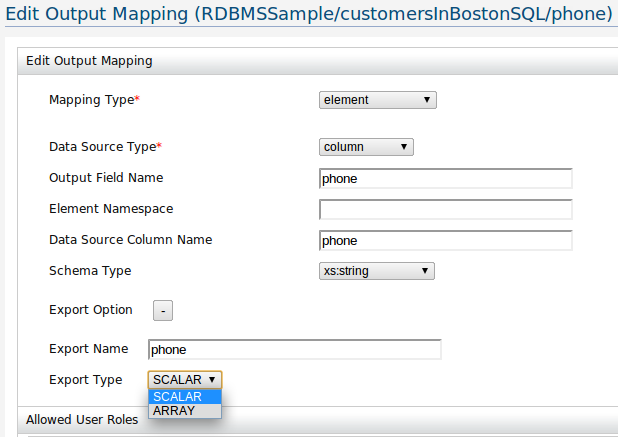 Edit Output Mapping (RDBMSSample/customersInBostonSQL/phone)
Edit Output Mapping
Mapping Type* element
Data Source Type* column
Output Field Name phone
Element Namespace
Data Source Column Name phone
Schema Type xs:string
Export Option -
Export Name phone
Export Type SCALAR
SCALAR
ARRAY
Allowed User Roles